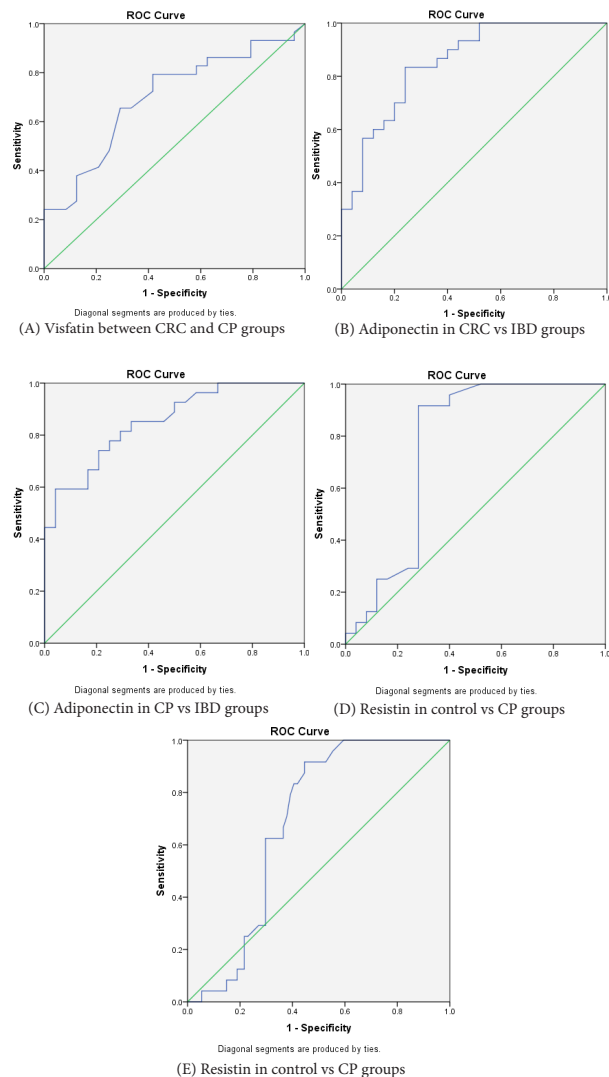 ROC Curve
1.0
0.8
0.6
0.4
0.2
0.0
Sensitivity
0.0 0.2 0.4 0.6 0.8 1.0
1 - Specificity
Diagonal segments are produced by ties.
(A) Visfatin between CRC and CP groups
ROC Curve
1.0
0.8
0.6
0.4
0.2
0.0
Sensitivity
0.0 0.2 0.4 0.6 0.8 1.0
1 - Specificity
(B) Adiponectin in CRC vs IBD groups
ROC Curve
1.0
0.8
0.6
0.4
0.2
0.0
Sensitivity
0.0 0.2 0.4 0.6 0.8 1.0
1 - Specificity
Diagonal segments are produced by ties.
(C) Adiponectin in CP vs IBD groups
ROC Curve
1.0
0.8
0.6
0.4
0.2
0.0
Sensitivity
0.0 0.2 0.4 0.6 0.8 1.0
1 - Specificity
Diagonal segments are produced by ties.
(D) Resistin in control vs CP groups
ROC Curve
1.0
0.8
0.6
0.4
0.2
0.0
Sensitivity
0.0 0.2 0.4 0.6 0.8 1.0
1 - Specificity
Diagonal segments are produced by ties.
(E) Resistin in control vs CP groups